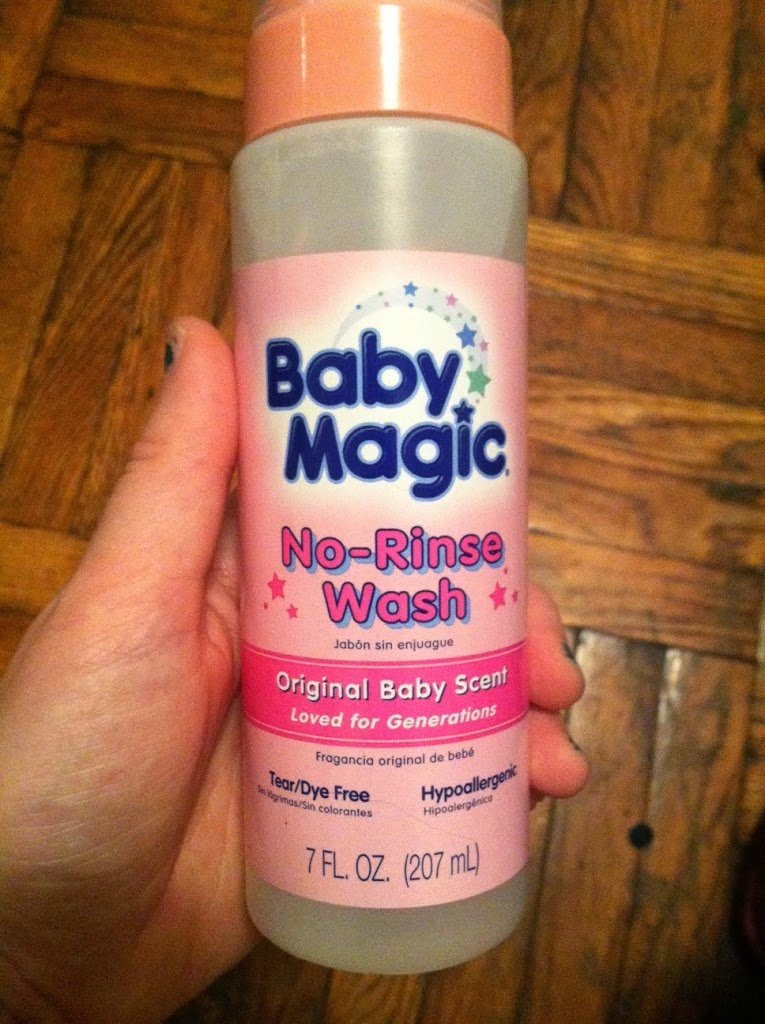 Baby
Magic
No-Rinse
Wash
Jabón sin enjuague
Original Baby Scent
Loved for Generations
Fragancia original de bebé
Tear/Dye Free Hypoallergenic
Sin lágrimas/Sin colorantes Hipoalergénico
7 FL. OZ. (207 mL)